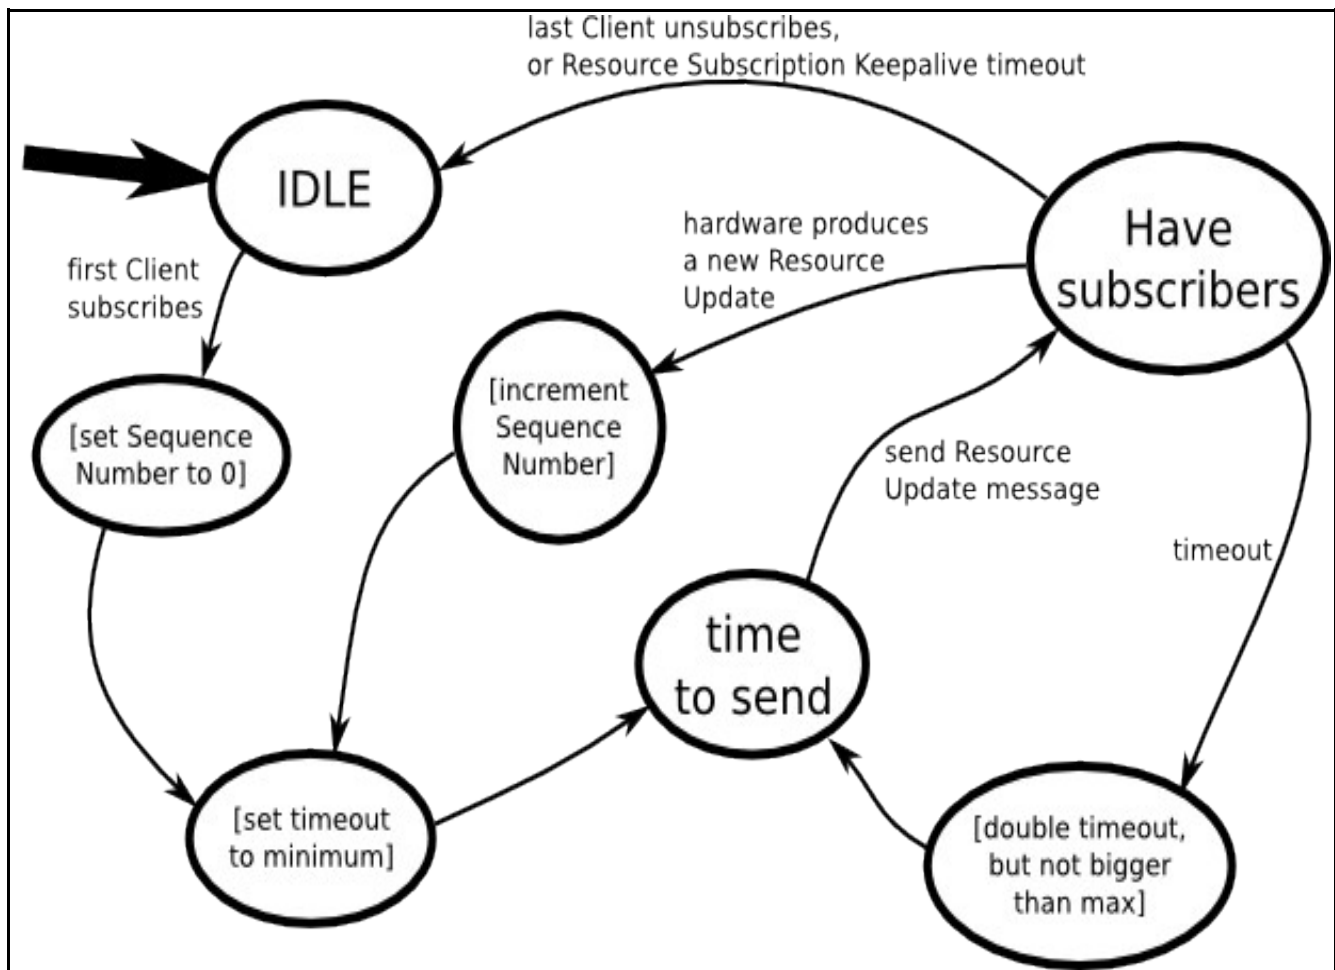 last Client unsubscribes,
or Resource Subscription Keepalive timeout
IDLE
Have
subscribers
hardware produces
a new Resource
Update
first Client
subscribes
[increment
Sequence
Number]
[set Sequence
Number to 0]
send Resource
Update message
timeout
time
to send
[set timeout
to minimum]
[double timeout,
but not bigger
than max]